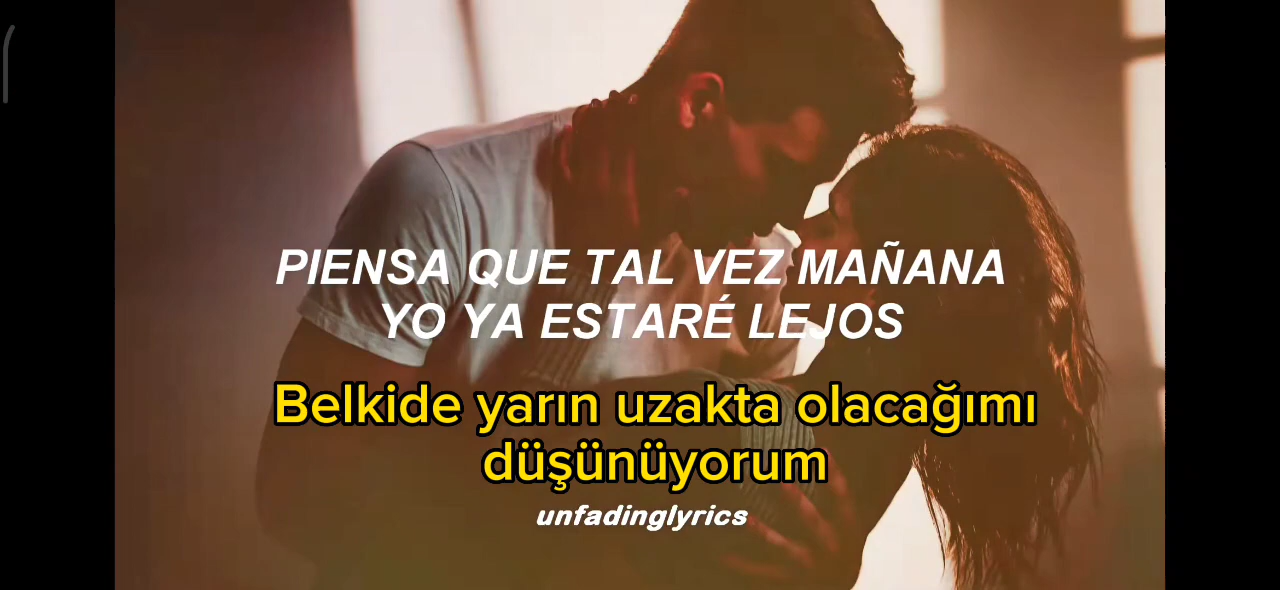 PIENSA QUE TAL VEZ MAÑANA
YO YA ESTARÉ LEJOS
Belkide yarın uzakta olacağımı
düşünüyorum
unfadinglyrics